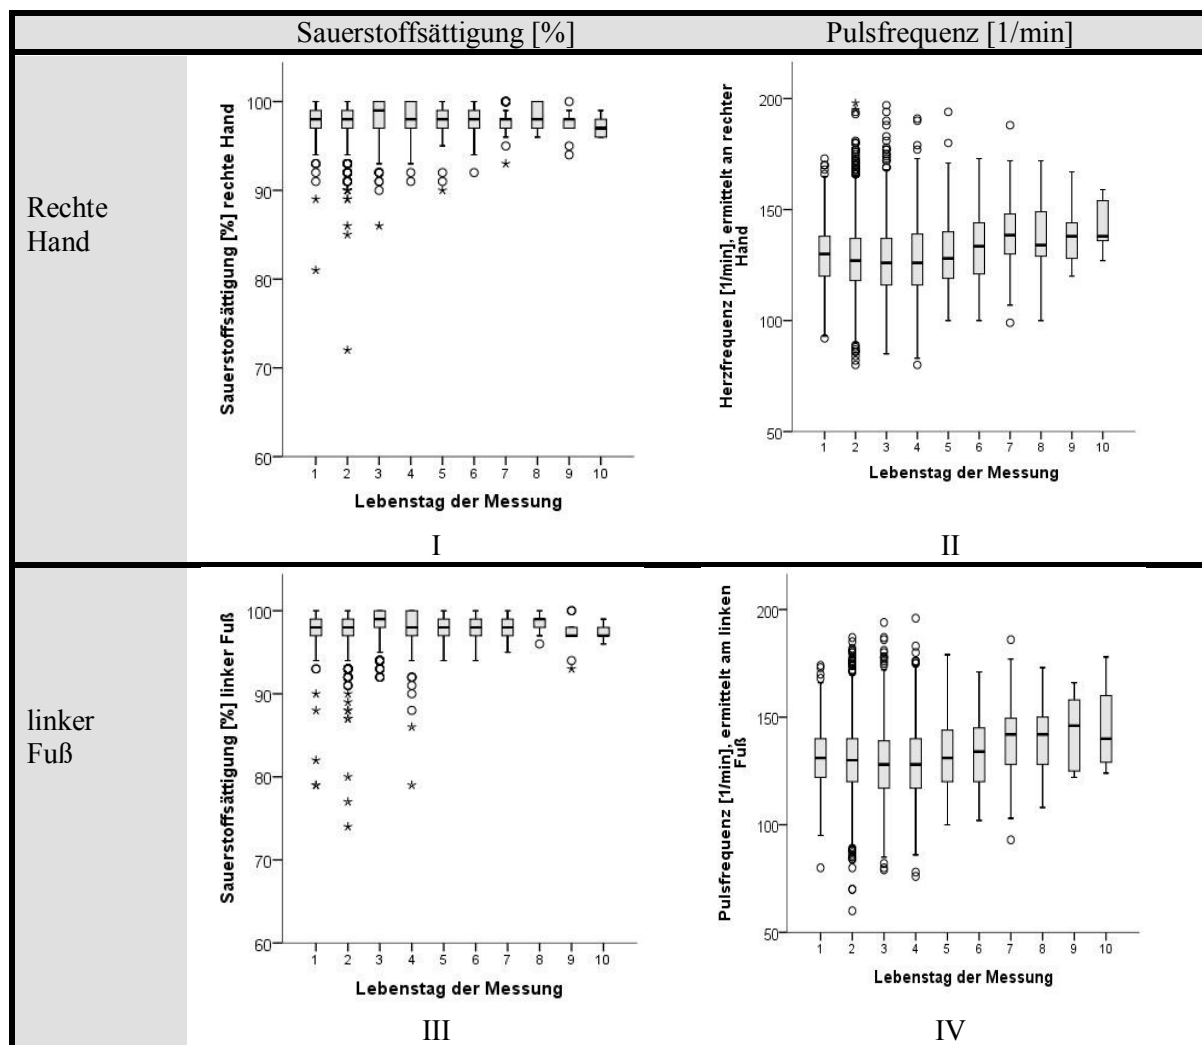 Sauerstoffsättigung [%] Pulsfrequenz [1/min]
Rechte
Hand
Sauerstoffsättigung [%] rechte Hand
100
90
80
70
60
1 2 3 4 5 6 7 8 9 10
Lebenstag der Messung
I
Herzfrequenz [1/min], ermittelt an rechter
Hand
200
150
100
50
1 2 3 4 5 6 7 8 9 10
Lebenstag der Messung
II
linker
Fuß
Sauerstoffsättigung [%] linker Fuß
100
90
80
70
60
1 2 3 4 5 6 7 8 9 10
Lebenstag der Messung
III
Pulsfrequenz [1/min], ermittelt am linken
Fuß
200
150
100
50
1 2 3 4 5 6 7 8 9 10
Lebenstag der Messung
IV